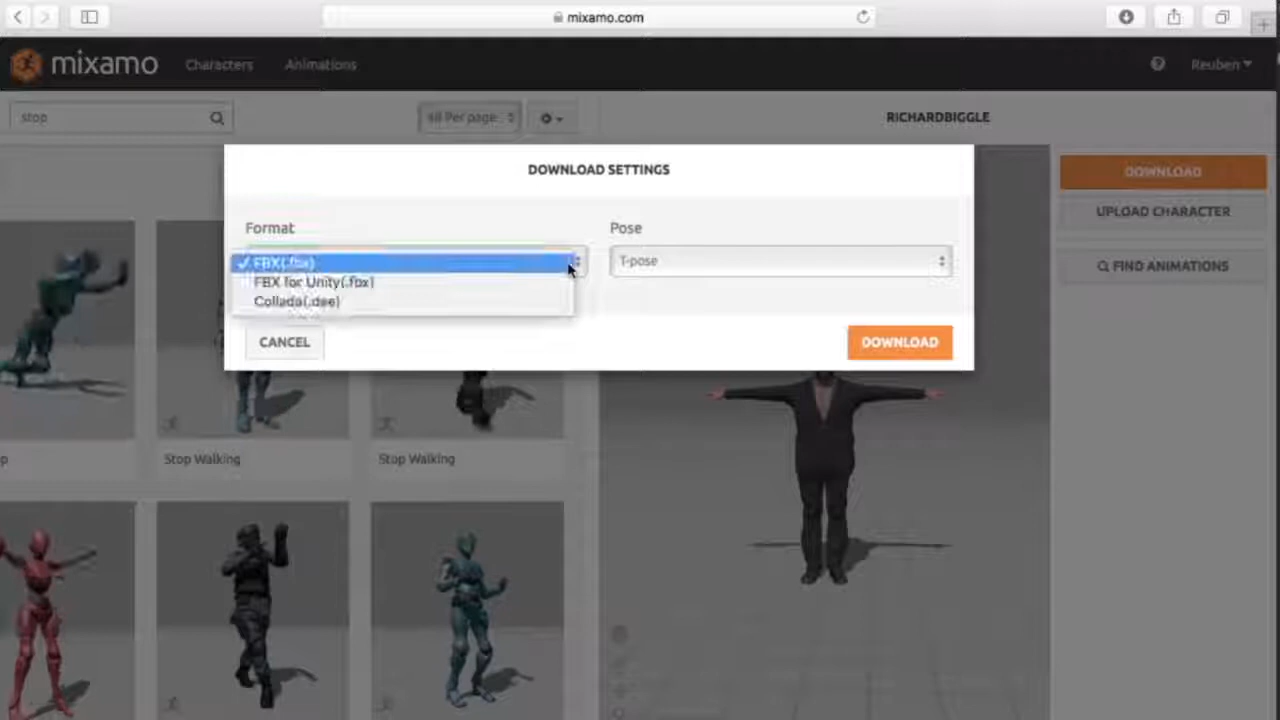 mixamo.com
mixamo
Characters
Animations
Reuben
stop
Per page
RICHARDBIGGLE
DOWNLOAD SETTINGS
Format
Pose
FBX(.fbx)
FBX for Unity(.fbx)
Collada(.dae)
T-pose
CANCEL
DOWNLOAD
DOWNLOAD
UPLOAD CHARACTER
FIND ANIMATIONS
p
Stop Walking
Stop Walking